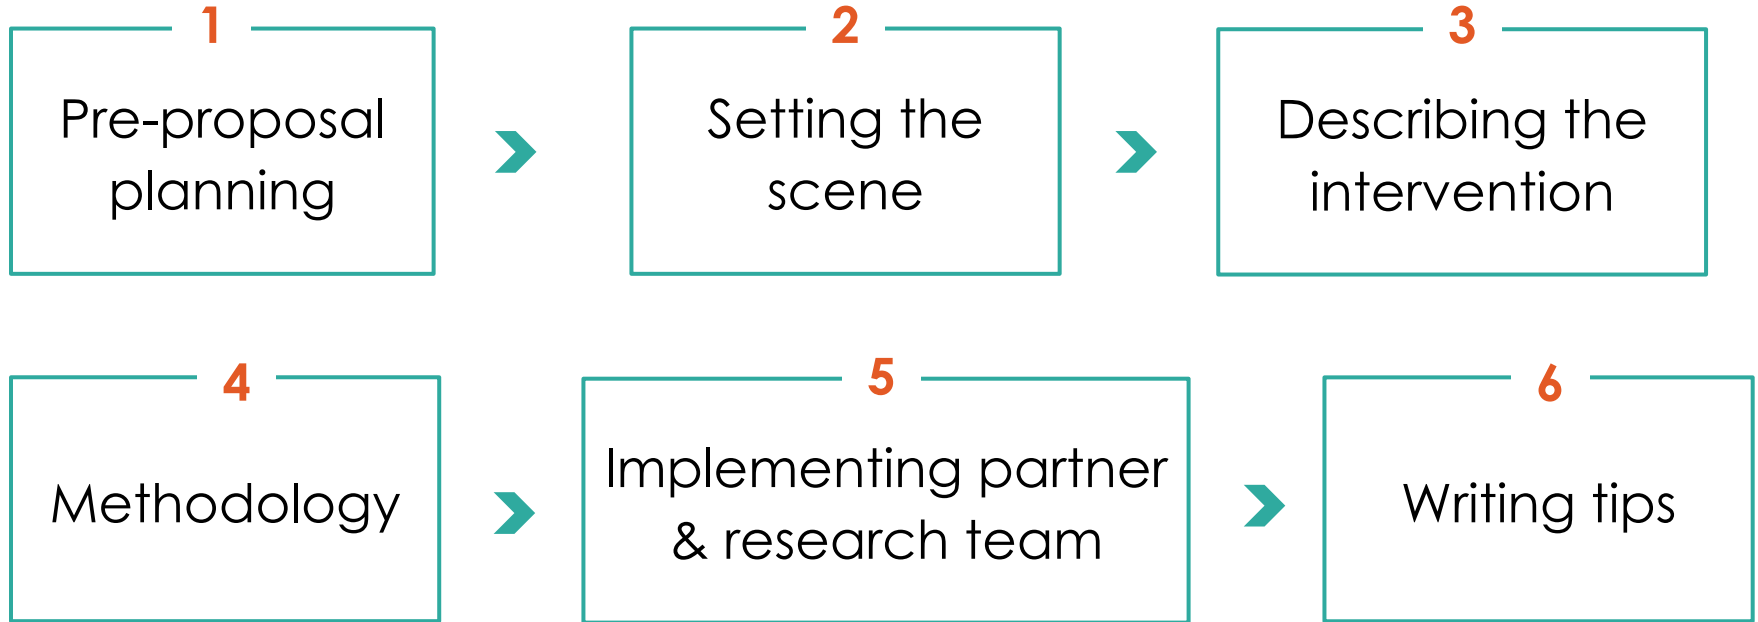 1
Pre-proposal
planning
2
Setting the
scene
3
Describing the
intervention
4
Methodology
5
Implementing partner
& research team
6
Writing tips